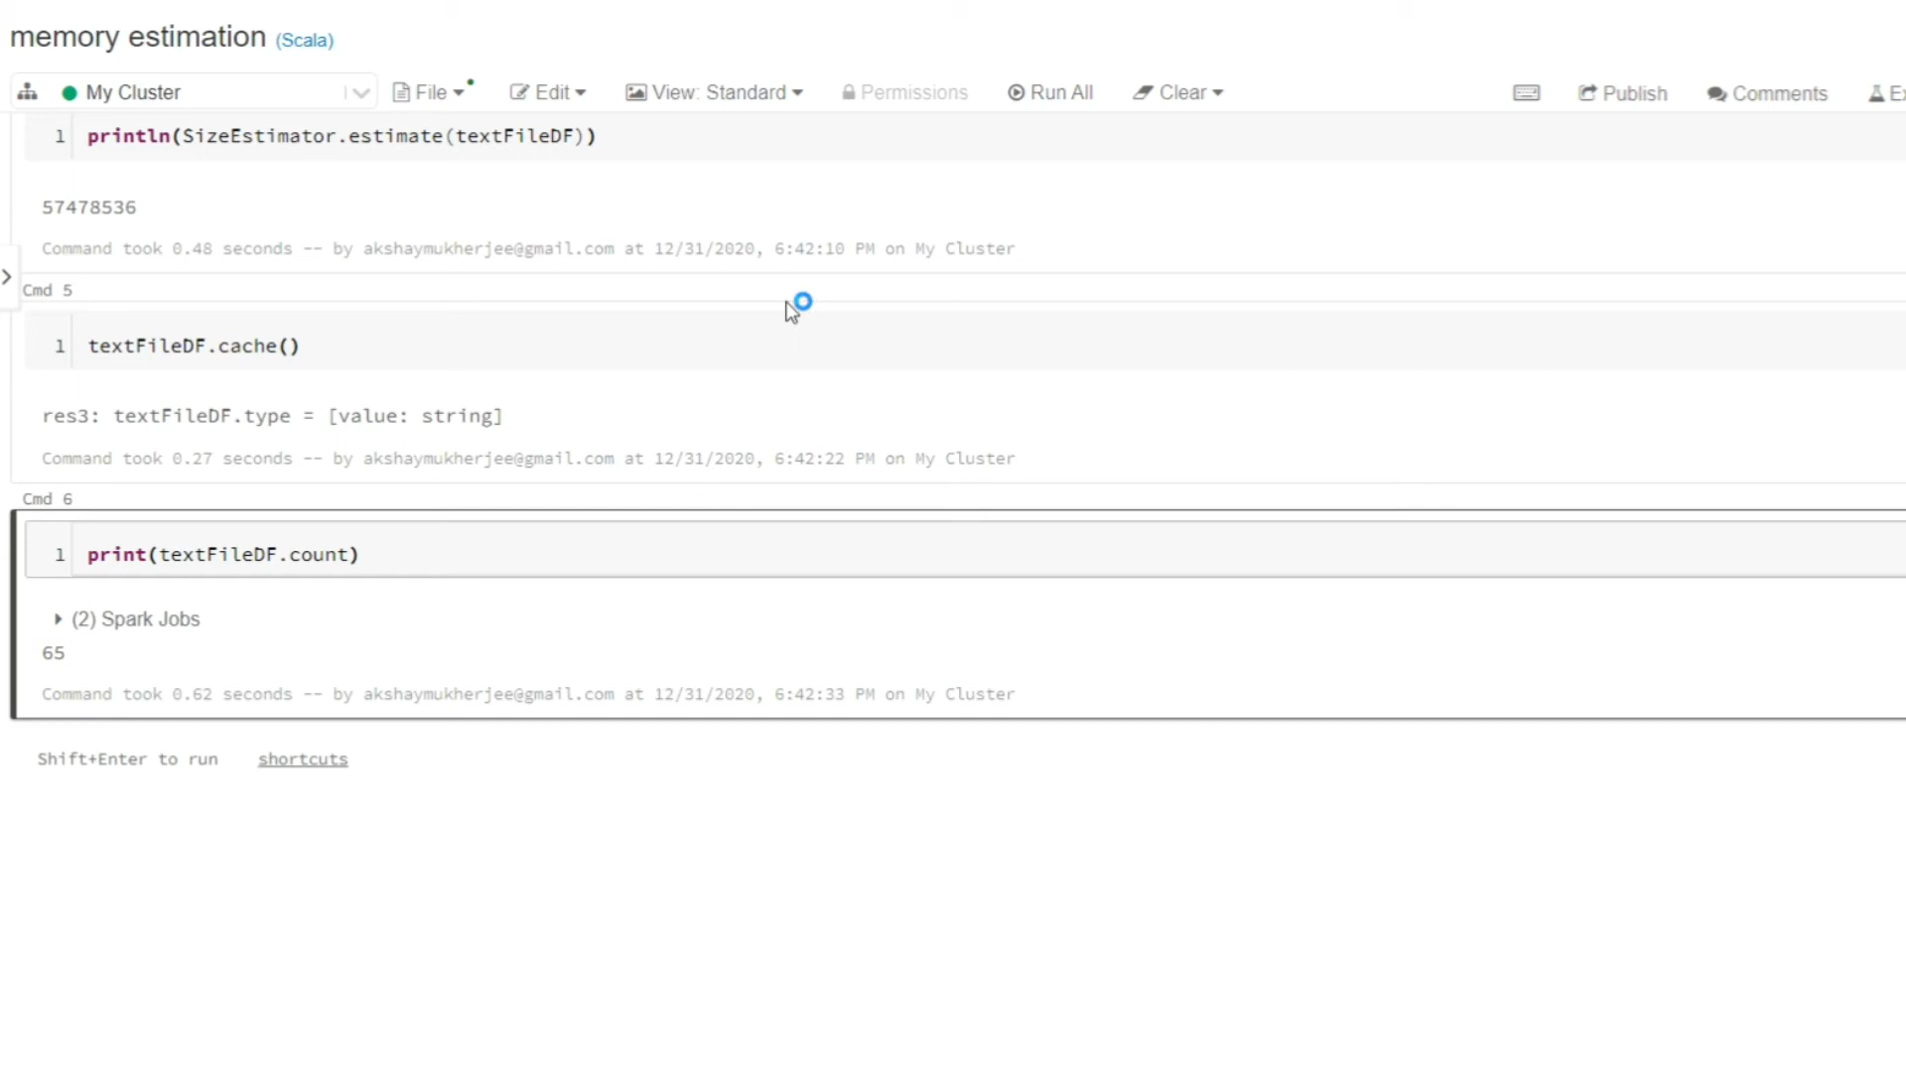 memory estimation (Scala)
My Cluster File Edit View: Standard Permissions Run All Clear Publish Comments
1 println(SizeEstimator.estimate(textFileDF))
57478536
Command took 0.48 seconds -- by akshaymukherjee@gmail.com at 12/31/2020, 6:42:10 PM on My Cluster
Cmd 5
1 textFileDF.cache()
res3: textFileDF.type = [value: string]
Command took 0.27 seconds -- by akshaymukherjee@gmail.com at 12/31/2020, 6:42:22 PM on My Cluster
Cmd 6
1 print(textFileDF.count)
(2) Spark Jobs
65
Command took 0.62 seconds -- by akshaymukherjee@gmail.com at 12/31/2020, 6:42:33 PM on My Cluster
Shift+Enter to run shortcuts